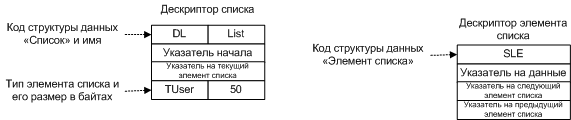 Дескриптор списка
Код структуры данных
«Список» и имя
DL
List
Указатель начала
Указатель на текущий
элемент списка
Тип элемента списка и
его размер в байтах
TUser
50
Дескриптор элемента
списка
Код структуры данных
«Элемент списка»
SLE
Указатель на данные
Указатель на следующий
элемент списка
Указатель на предыдущий
элемент списка